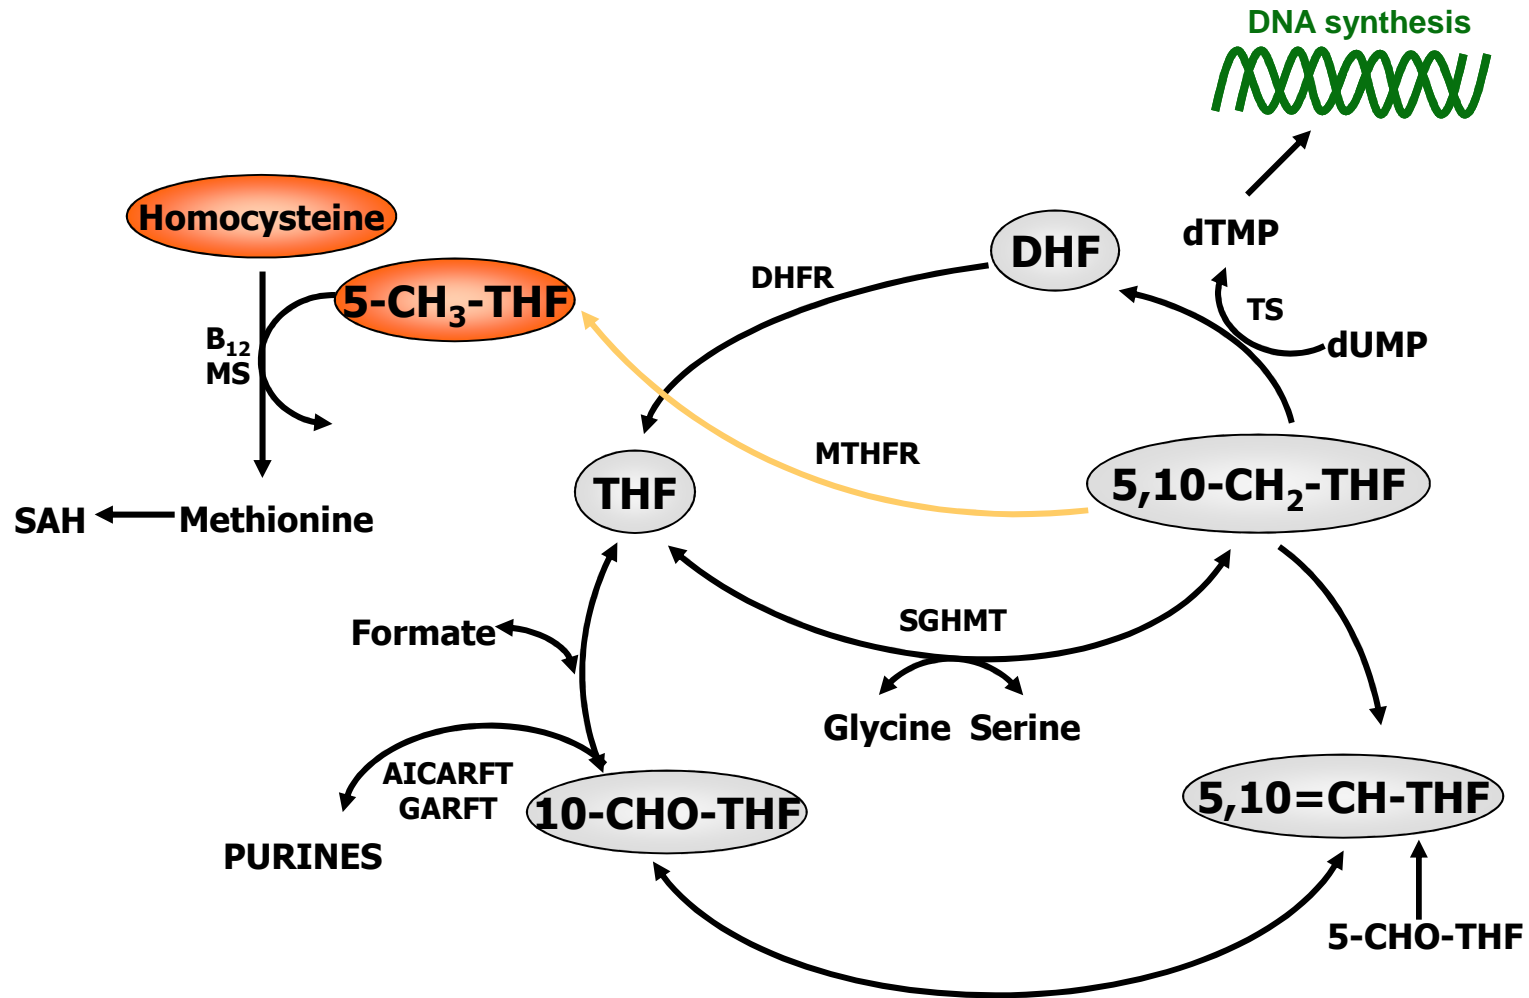 DNA synthesis
Homocysteine
DHF
dTMP
DHFR
5-CH₃-THF
TS
B₁₂
MS
dUMP
MTHFR
THF
5,10-CH₂-THF
SAH
Methionine
Formate
SGHMT
Glycine Serine
AICARFT
GARFT
10-CHO-THF
5,10=CH-THF
PURINES
5-CHO-THF